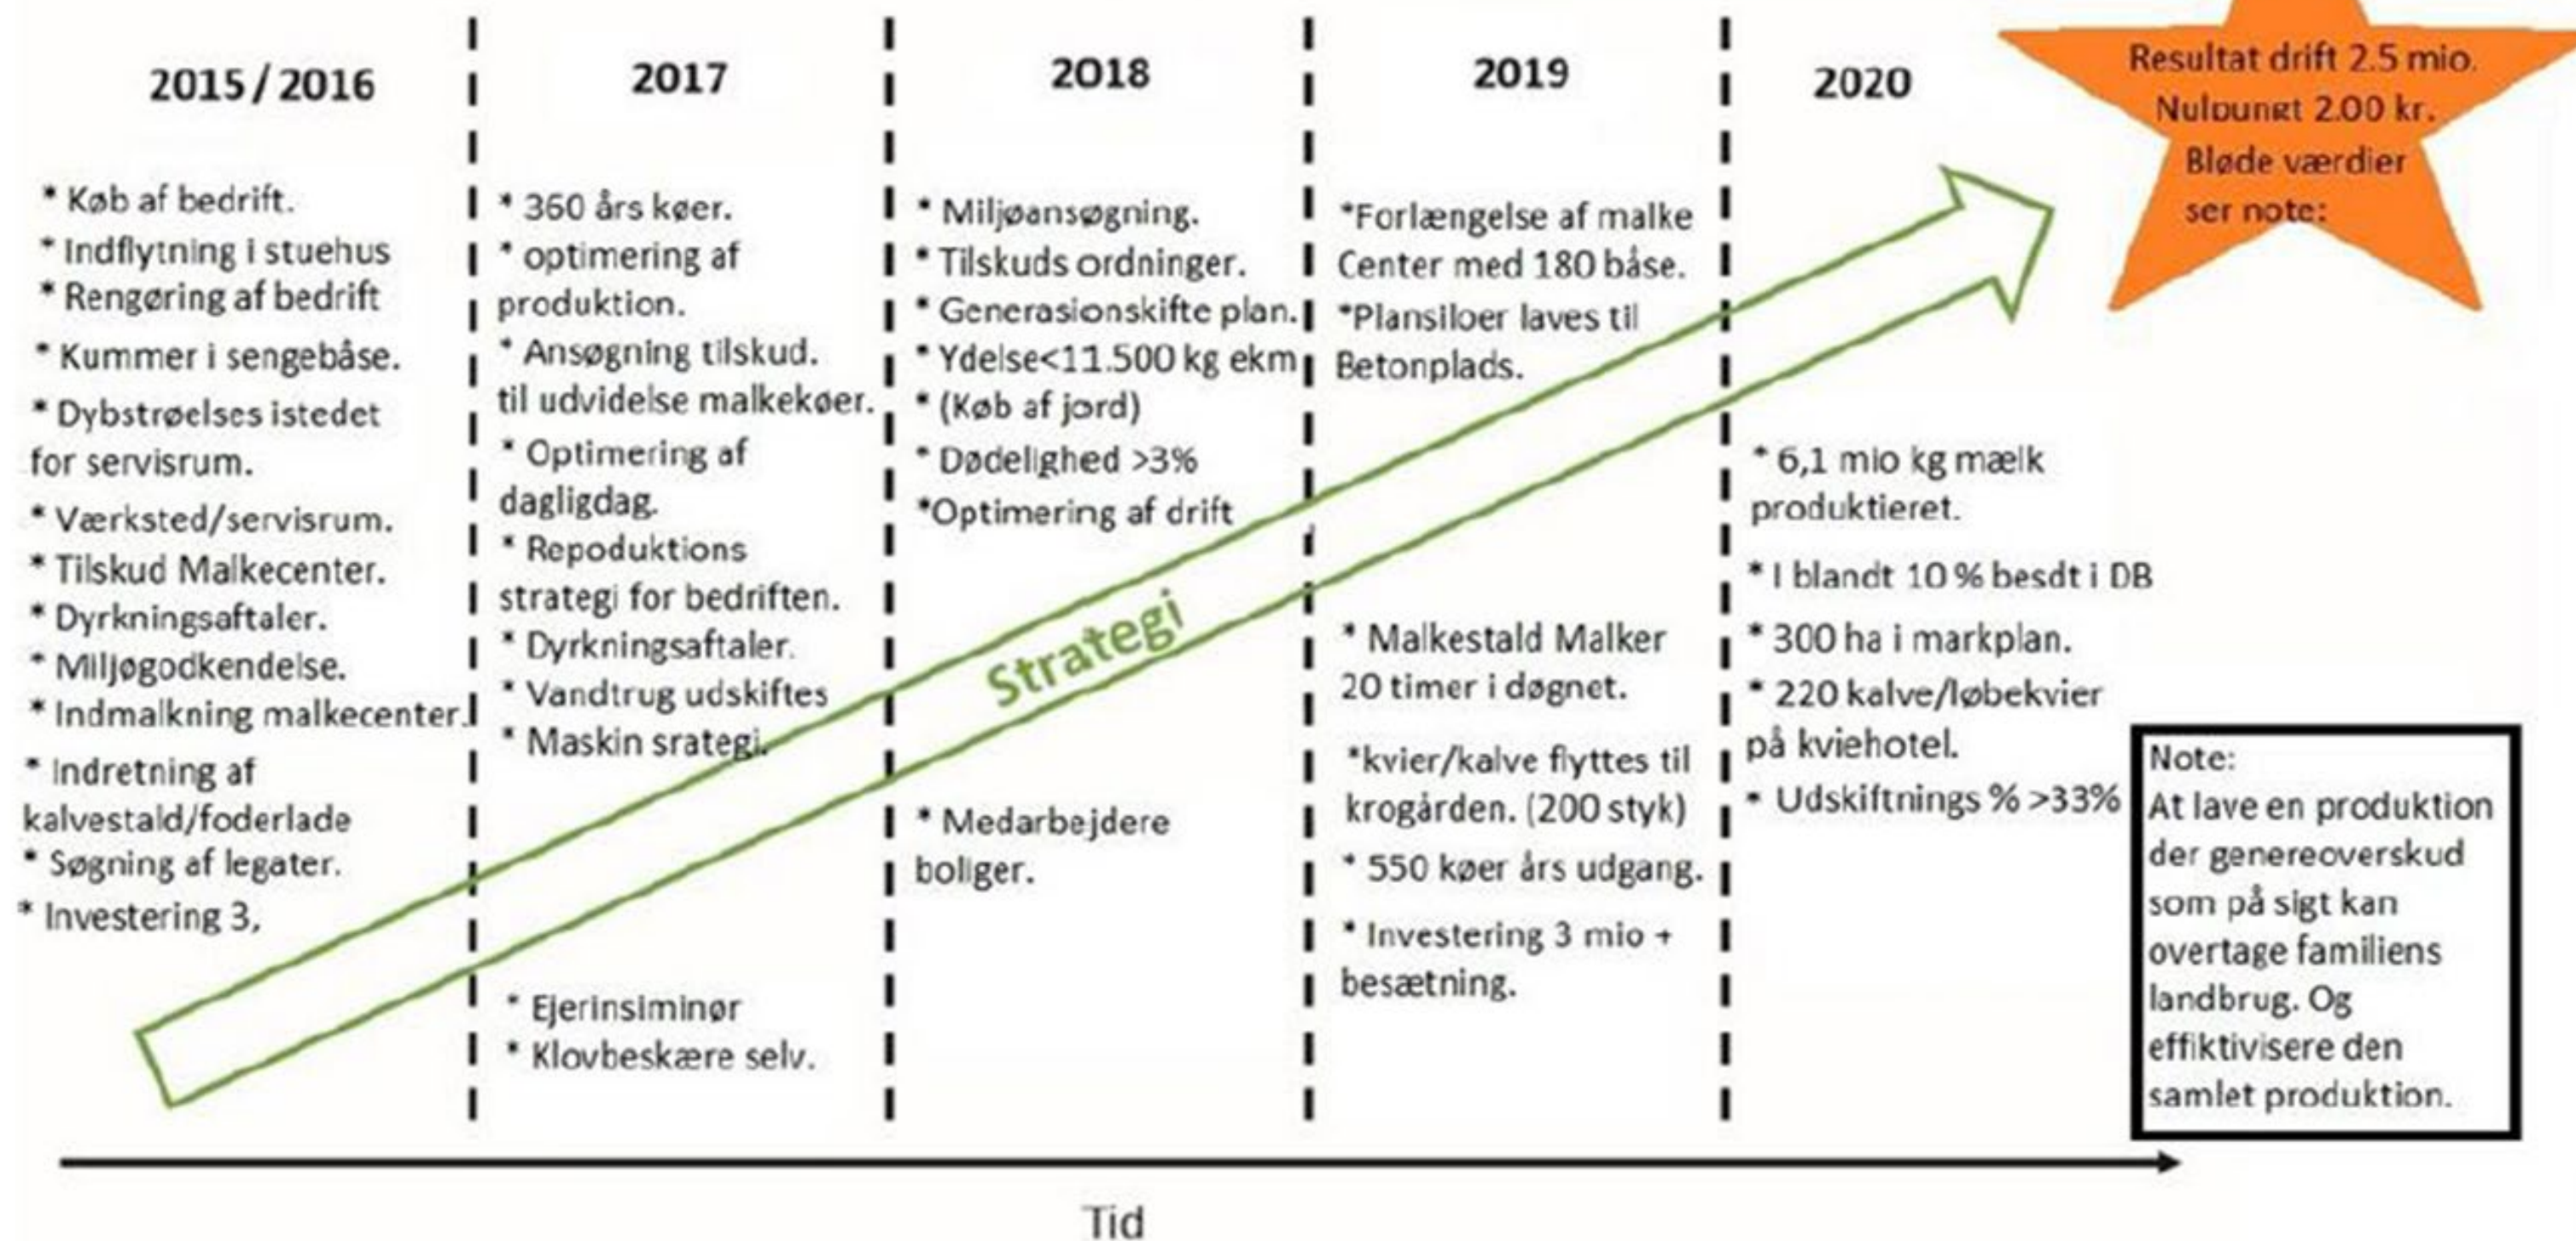 2015 / 2016
* Køb af bedrift.
* Indflytning i stuehus
* Rengøring af bedrift
* Kummer i sengebåse.
* Dybstrøelses istedet
for servisrum.
* Værksted/servisrum.
* Tilskud Malkecenter.
* Dyrkningsaftaler.
* Miljøgodkendelse.
* Indmalkning malkecenter.
* Indretning af
kalvestald/foderlade
* Søgning af legater.
* Investering 3,
2017
* 360 års køer.
* optimering af
produktion.
* Ansøgning tilskud.
til udvidelse malkekøer.
* Optimering af
dagligdag.
* Repoduktions
strategi for bedriften.
* Dyrkningsaftaler.
* Vandtrug udskiftes
* Maskin srategi.
* Ejerinsiminør
* Klovbeskære selv.
2018
* Miljøansøgning.
* Tilskuds ordninger.
* Generasionskifte plan.
* Ydelse<11.500 kg ekm
* (Køb af jord)
* Dødelighed >3%
*Optimering af drift
Strategi
* Medarbejdere
boliger.
2019
*Forlængelse af malke
Center med 180 båse.
*Plansiloer laves til
Betonplads.
* Malkestald Malker
20 timer i døgnet.
*kvier/kalve flyttes til
krogården. (200 styk)
* 550 køer års udgang.
* Investering 3 mio +
besætning.
2020
* 6,1 mio kg mælk
produktieret.
* I blandt 10 % besdt i DB
* 300 ha i markplan.
* 220 kalve/løbekvier
på kviehotel.
* Udskiftnings % >33%
Resultat drift 2.5 mio.
Nulpungt 2.00 kr.
Bløde værdier
ser note:
Note:
At lave en produktion
der genereoverskud
som på sigt kan
overtage familiens
landbrug. Og
effiktivisere den
samlet produktion.
Tid